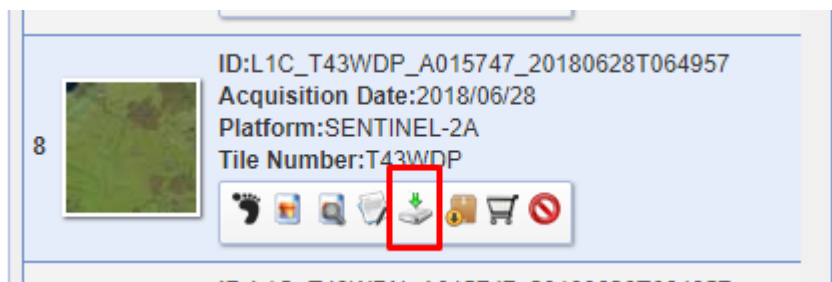 ID:L1C_T43WDP_A015747_20180628T064957
Acquisition Date:2018/06/28
8
Platform:SENTINEL-2A
Tile Number:T43WDP